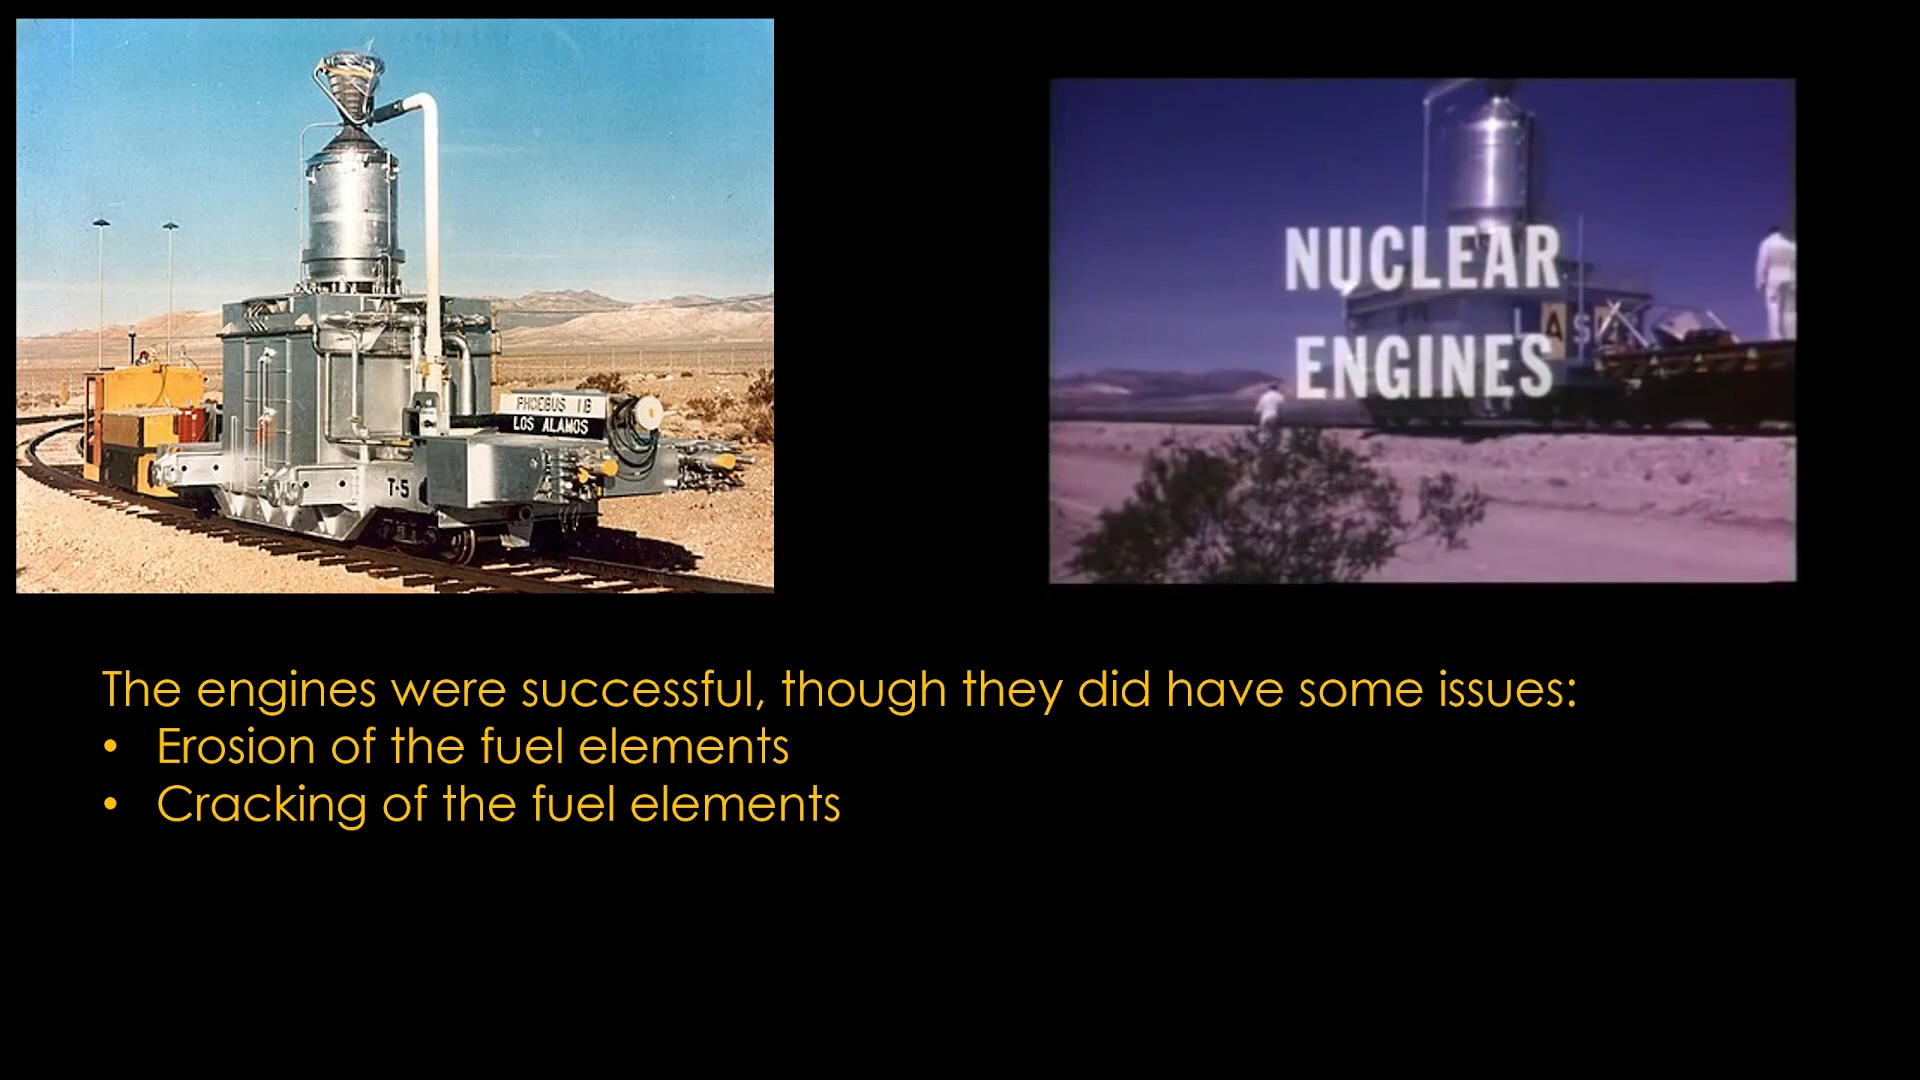 PHOEBUS 1B
LOS ALAMOS
T-5
NUCLEAR
ENGINES
The engines were successful, though they did have some issues:
• Erosion of the fuel elements
• Cracking of the fuel elements